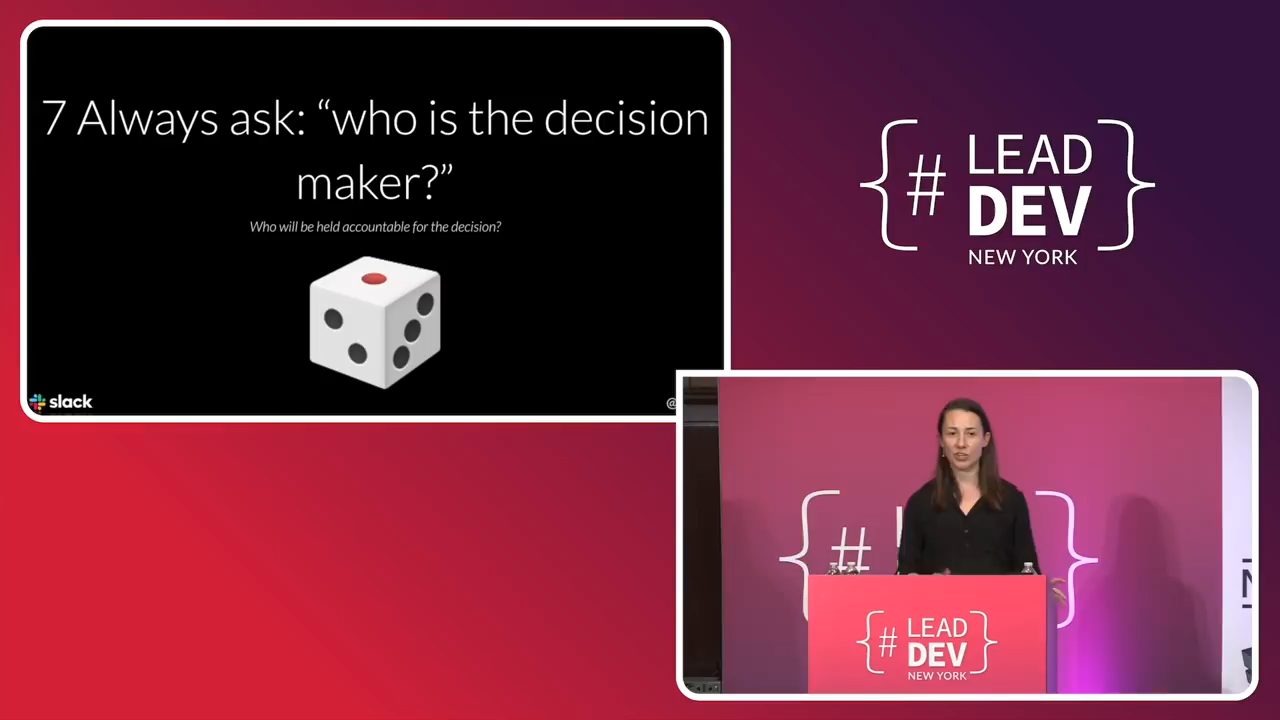 7 Always ask: “who is the decision
maker?”
Who will be held accountable for the decision?
slack
@
{# LEAD
DEV}
NEW YORK
{#
}
{# LEAD
DEV}
NEW YORK
N